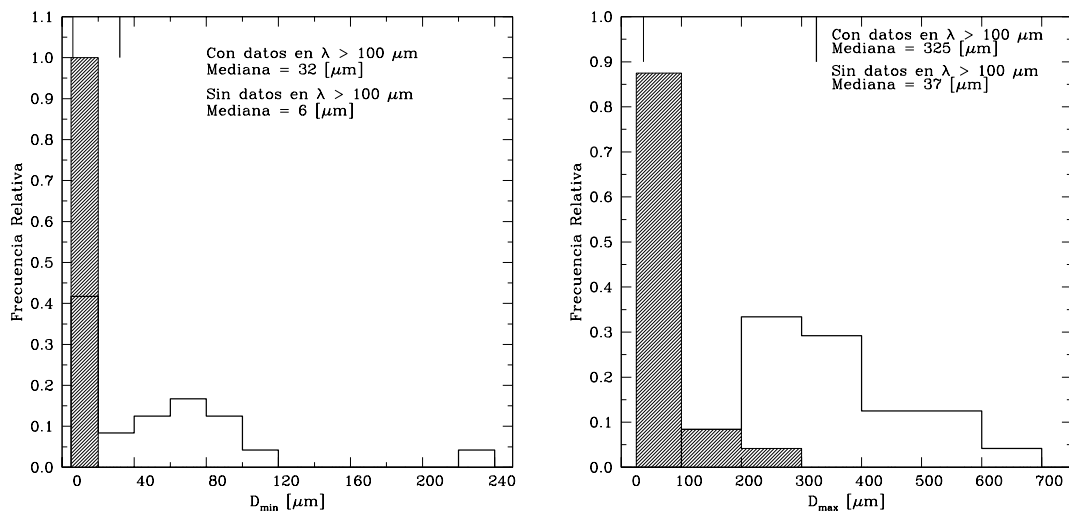 1.1
1.0
0.9
0.8
0.7
0.6
0.5
0.4
0.3
0.2
0.1
0.0
Frecuencia Relativa
Con datos en λ > 100 μm
Mediana = 32 [μm]
Sin datos en λ > 100 μm
Mediana = 6 [μm]
0 40 80 120 160 200 240
D_min [μm]
1.0
0.9
0.8
0.7
0.6
0.5
0.4
0.3
0.2
0.1
0.0
Frecuencia Relativa
Con datos en λ > 100 μm
Mediana = 325 [μm]
Sin datos en λ > 100 μm
Mediana = 37 [μm]
0 100 200 300 400 500 600 700
D_max [μm]